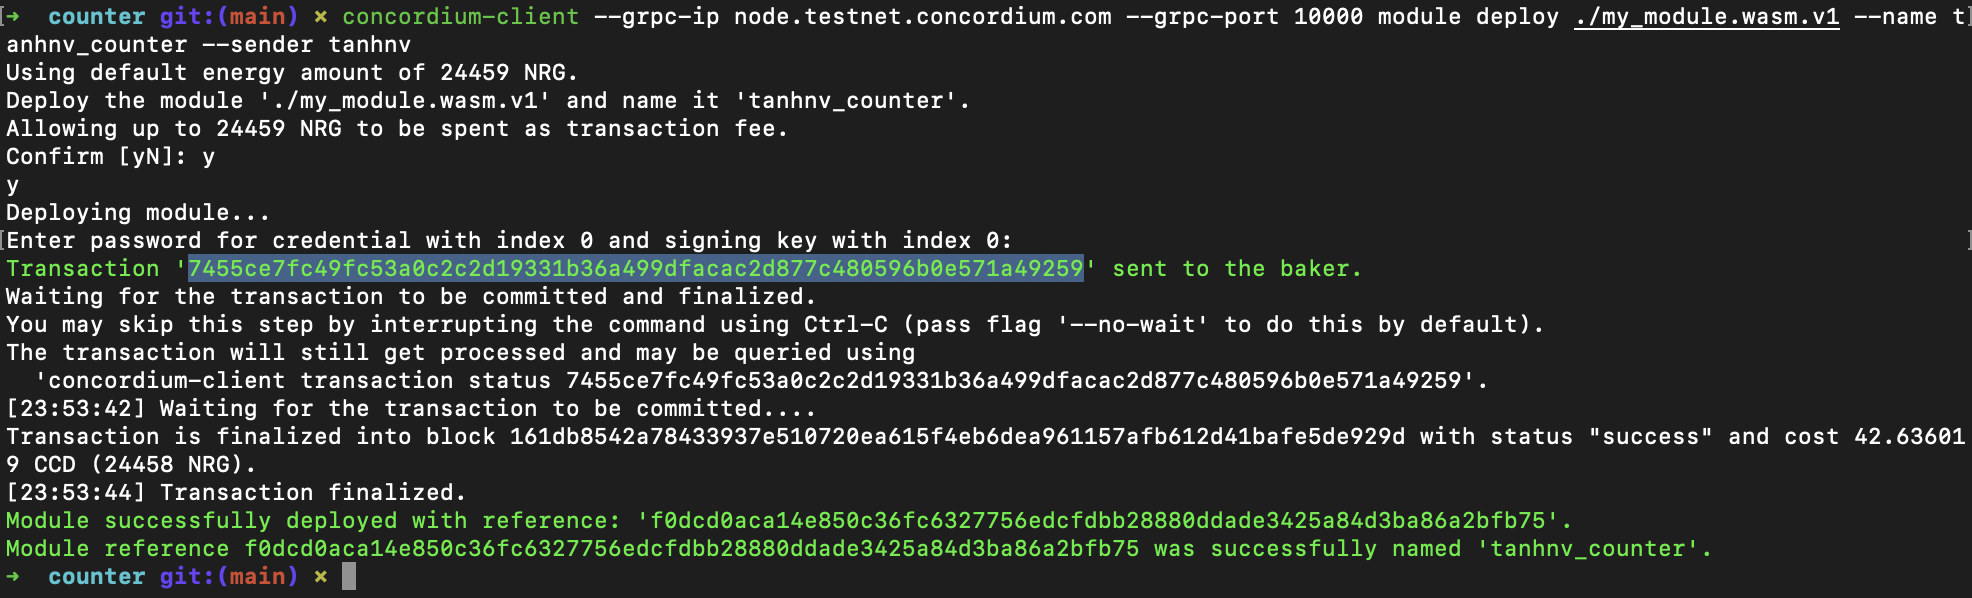 →  counter git:(main) × concordium-client --grpc-ip node.testnet.concordium.com --grpc-port 10000 module deploy ./my_module.wasm.v1 --name t
anhnv_counter --sender tanhnv
Using default energy amount of 24459 NRG.
Deploy the module './my_module.wasm.v1' and name it 'tanhnv_counter'.
Allowing up to 24459 NRG to be spent as transaction fee.
Confirm [yN]: y
y
Deploying module...
Enter password for credential with index 0 and signing key with index 0:
Transaction '7455ce7fc49fc53a0c2c2d19331b36a499dfacac2d877c480596b0e571a49259' sent to the baker.
Waiting for the transaction to be committed and finalized.
You may skip this step by interrupting the command using Ctrl-C (pass flag '--no-wait' to do this by default).
The transaction will still get processed and may be queried using
  'concordium-client transaction status 7455ce7fc49fc53a0c2c2d19331b36a499dfacac2d877c480596b0e571a49259'.
[23:53:42] Waiting for the transaction to be committed....
Transaction is finalized into block 161db8542a78433937e510720ea615f4eb6dea961157afb612d41bafe5de929d with status "success" and cost 42.63601
9 CCD (24458 NRG).
[23:53:44] Transaction finalized.
Module successfully deployed with reference: 'f0dcd0aca14e850c36fc6327756edcfdbb28880ddade3425a84d3ba86a2bfb75'.
Module reference f0dcd0aca14e850c36fc6327756edcfdbb28880ddade3425a84d3ba86a2bfb75 was successfully named 'tanhnv_counter'.
→  counter git:(main) ×